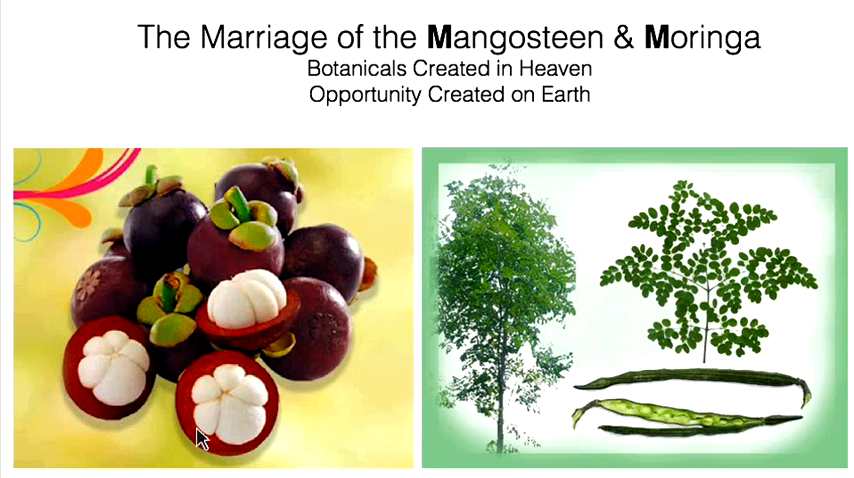 The Marriage of the Mangosteen & Moringa
Botanicals Created in Heaven
Opportunity Created on Earth